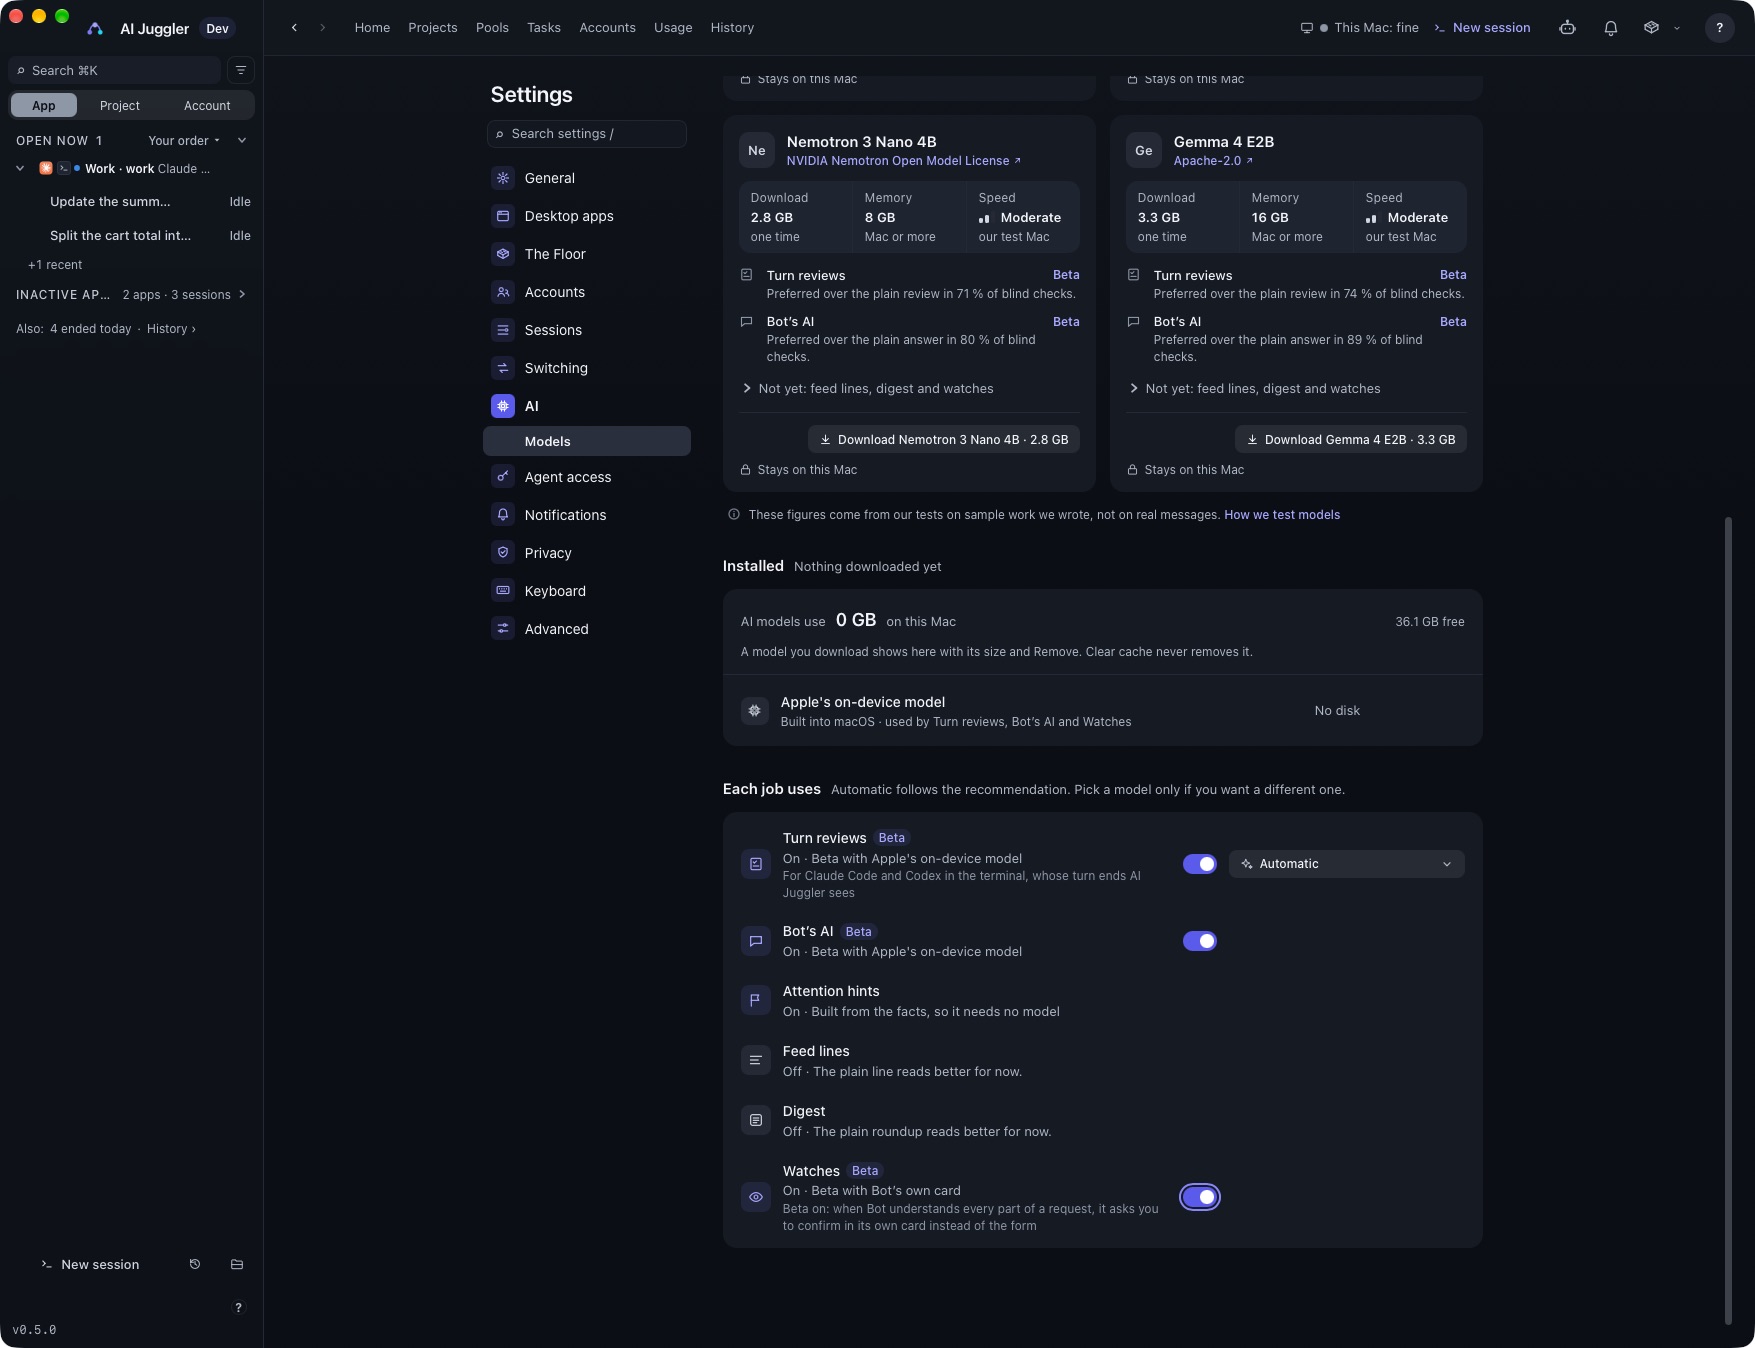 AI Juggler Dev
Search ⌘K
App Project Account
OPEN NOW 1 Your order
Work · work Claude ...
Update the summ... Idle
Split the cart total int... Idle
+1 recent
INACTIVE AP... 2 apps · 3 sessions
Also: 4 ended today · History ›
New session
?
v0.5.0
Home Projects Pools Tasks Accounts Usage History
This Mac: fine New session ?
Settings
Search settings /
General
Desktop apps
The Floor
Accounts
Sessions
Switching
AI
Models
Agent access
Notifications
Privacy
Keyboard
Advanced
Stays on this Mac
Stays on this Mac
Ne Nemotron 3 Nano 4B
NVIDIA Nemotron Open Model License ↗
Download Memory Speed
2.8 GB 8 GB Moderate
one time Mac or more our test Mac
Turn reviews Beta
Preferred over the plain review in 71 % of blind checks.
Bot's AI Beta
Preferred over the plain answer in 80 % of blind
checks.
Not yet: feed lines, digest and watches
Download Nemotron 3 Nano 4B · 2.8 GB
Stays on this Mac
Ge Gemma 4 E2B
Apache-2.0 ↗
Download Memory Speed
3.3 GB 16 GB Moderate
one time Mac or more our test Mac
Turn reviews Beta
Preferred over the plain review in 74 % of blind checks.
Bot's AI Beta
Preferred over the plain answer in 89 % of blind
checks.
Not yet: feed lines, digest and watches
Download Gemma 4 E2B · 3.3 GB
Stays on this Mac
These figures come from our tests on sample work we wrote, not on real messages. How we test models
Installed Nothing downloaded yet
AI models use 0 GB on this Mac 36.1 GB free
A model you download shows here with its size and Remove. Clear cache never removes it.
Apple's on-device model
Built into macOS · used by Turn reviews, Bot's AI and Watches
No disk
Each job uses Automatic follows the recommendation. Pick a model only if you want a different one.
Turn reviews Beta
On · Beta with Apple's on-device model
For Claude Code and Codex in the terminal, whose turn ends AI
Juggler sees
Automatic
Bot's AI Beta
On · Beta with Apple's on-device model
Attention hints
On · Built from the facts, so it needs no model
Feed lines
Off · The plain line reads better for now.
Digest
Off · The plain roundup reads better for now.
Watches Beta
On · Beta with Bot's own card
Beta on: when Bot understands every part of a request, it asks you
to confirm in its own card instead of the form